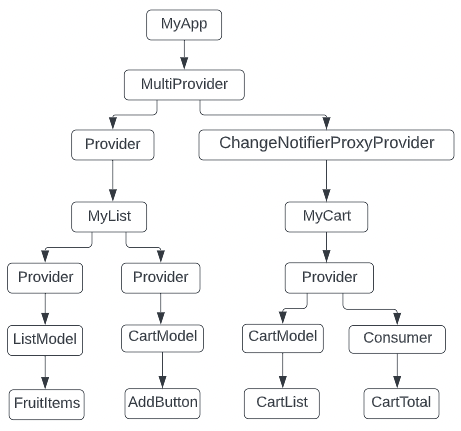 MyApp
MultiProvider
Provider
ChangeNotifierProxyProvider
MyList
MyCart
Provider
Provider
Provider
ListModel
CartModel
CartModel
Consumer
FruitItems
AddButton
CartList
CartTotal